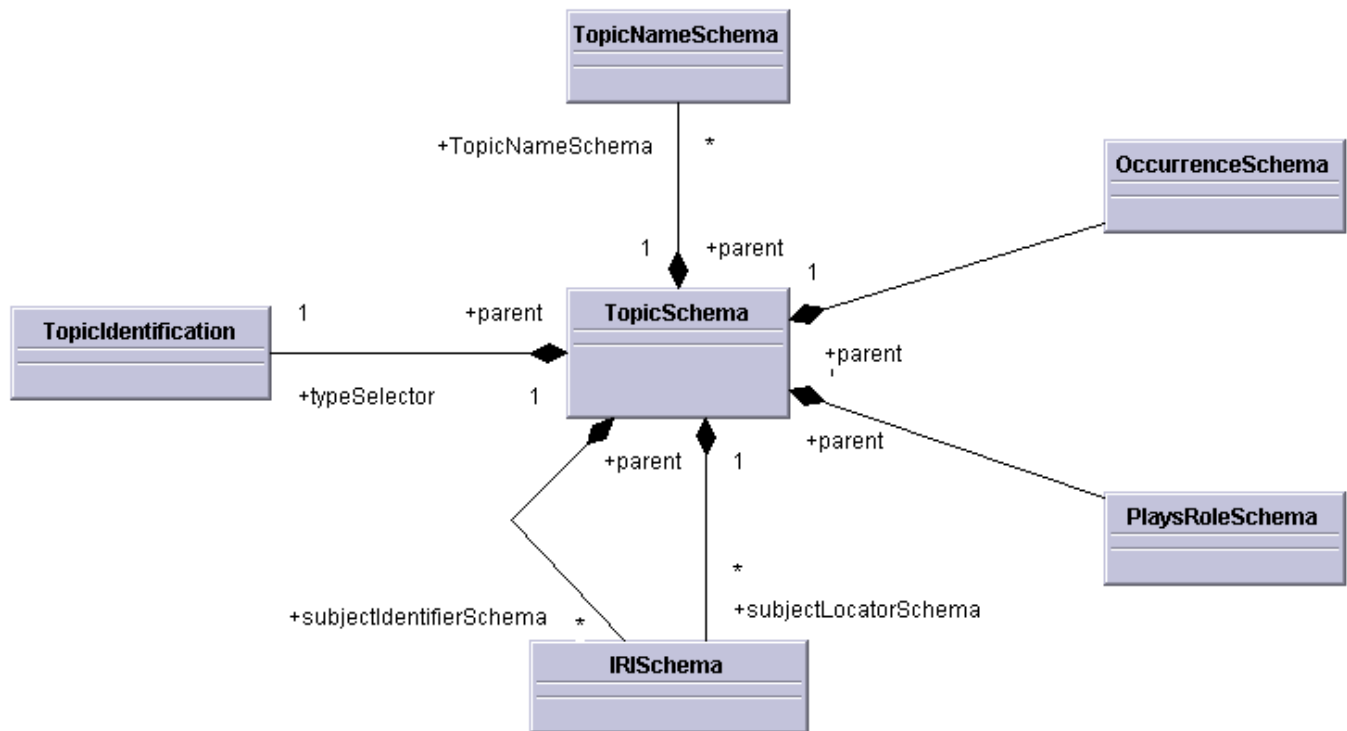 TopicNameSchema
+TopicNameSchema
*
OccurrenceSchema
1
+parent
1
TopicIdentification
1
+parent
TopicSchema
+parent
+typeSelector
1
+parent
+parent
1
PlaysRoleSchema
*
+subjectIdentifierSchema
*
+subjectLocatorSchema
IRISchema